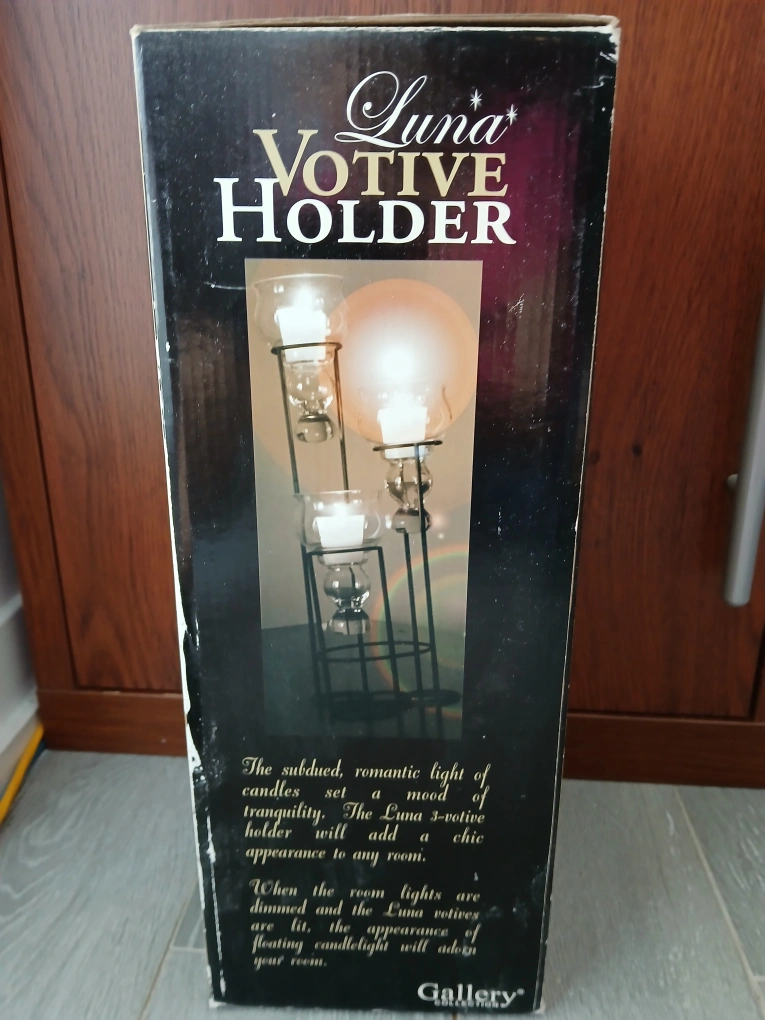 Luna
VOTIVE
HOLDER
The subdued, romantic light of
candles set a mood of
tranquility. The Luna 3-votive
holder will add a chic
appearance to any room.
When the room lights are
dimmed and the Luna votives
are lit, the appearance of
floating candlelight will adorn
your room.
Gallery®
COLLECTIONS